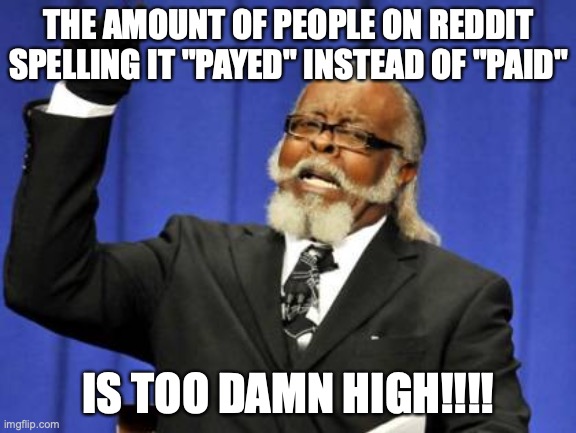 THE AMOUNT OF PEOPLE ON REDDIT
SPELLING IT "PAYED" INSTEAD OF "PAID"
IS TOO DAMN HIGH!!!!
imgflip.com